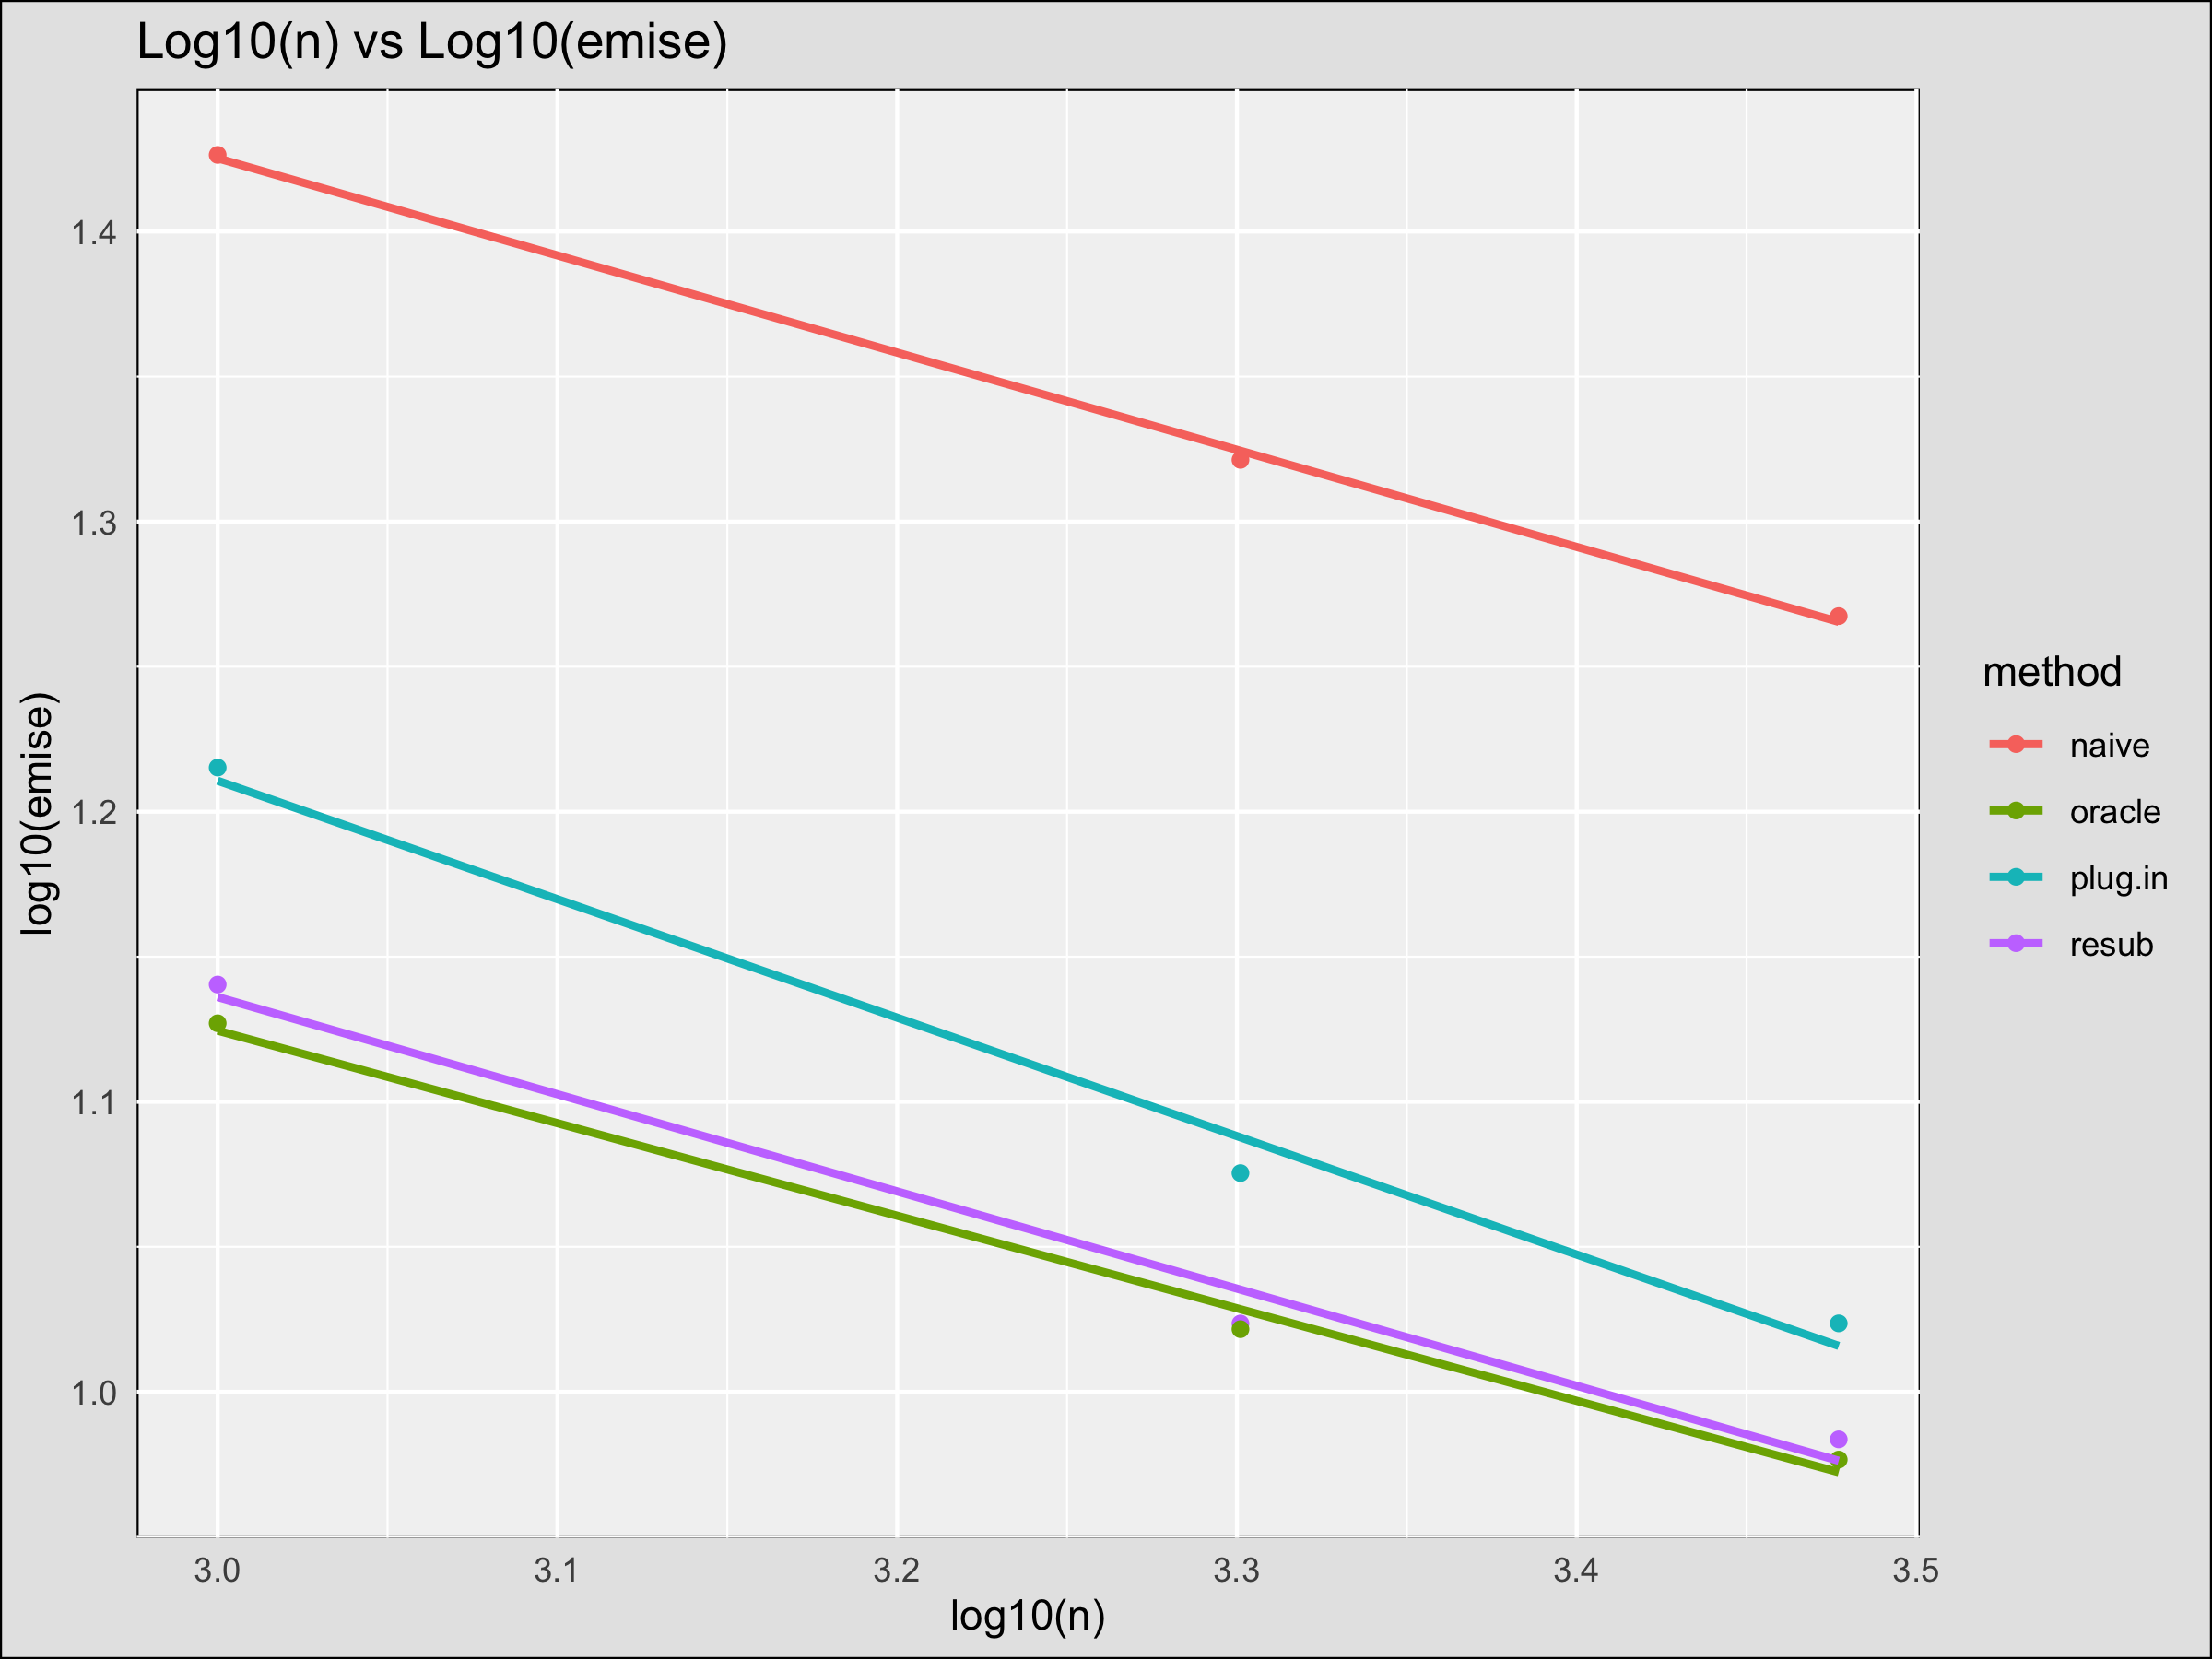 Log10(n) vs Log10(emise)
log10(emise)
1.4
1.3
1.2
1.1
1.0
3.0 3.1 3.2 3.3 3.4 3.5
log10(n)
method
naive
oracle
plug.in
resub